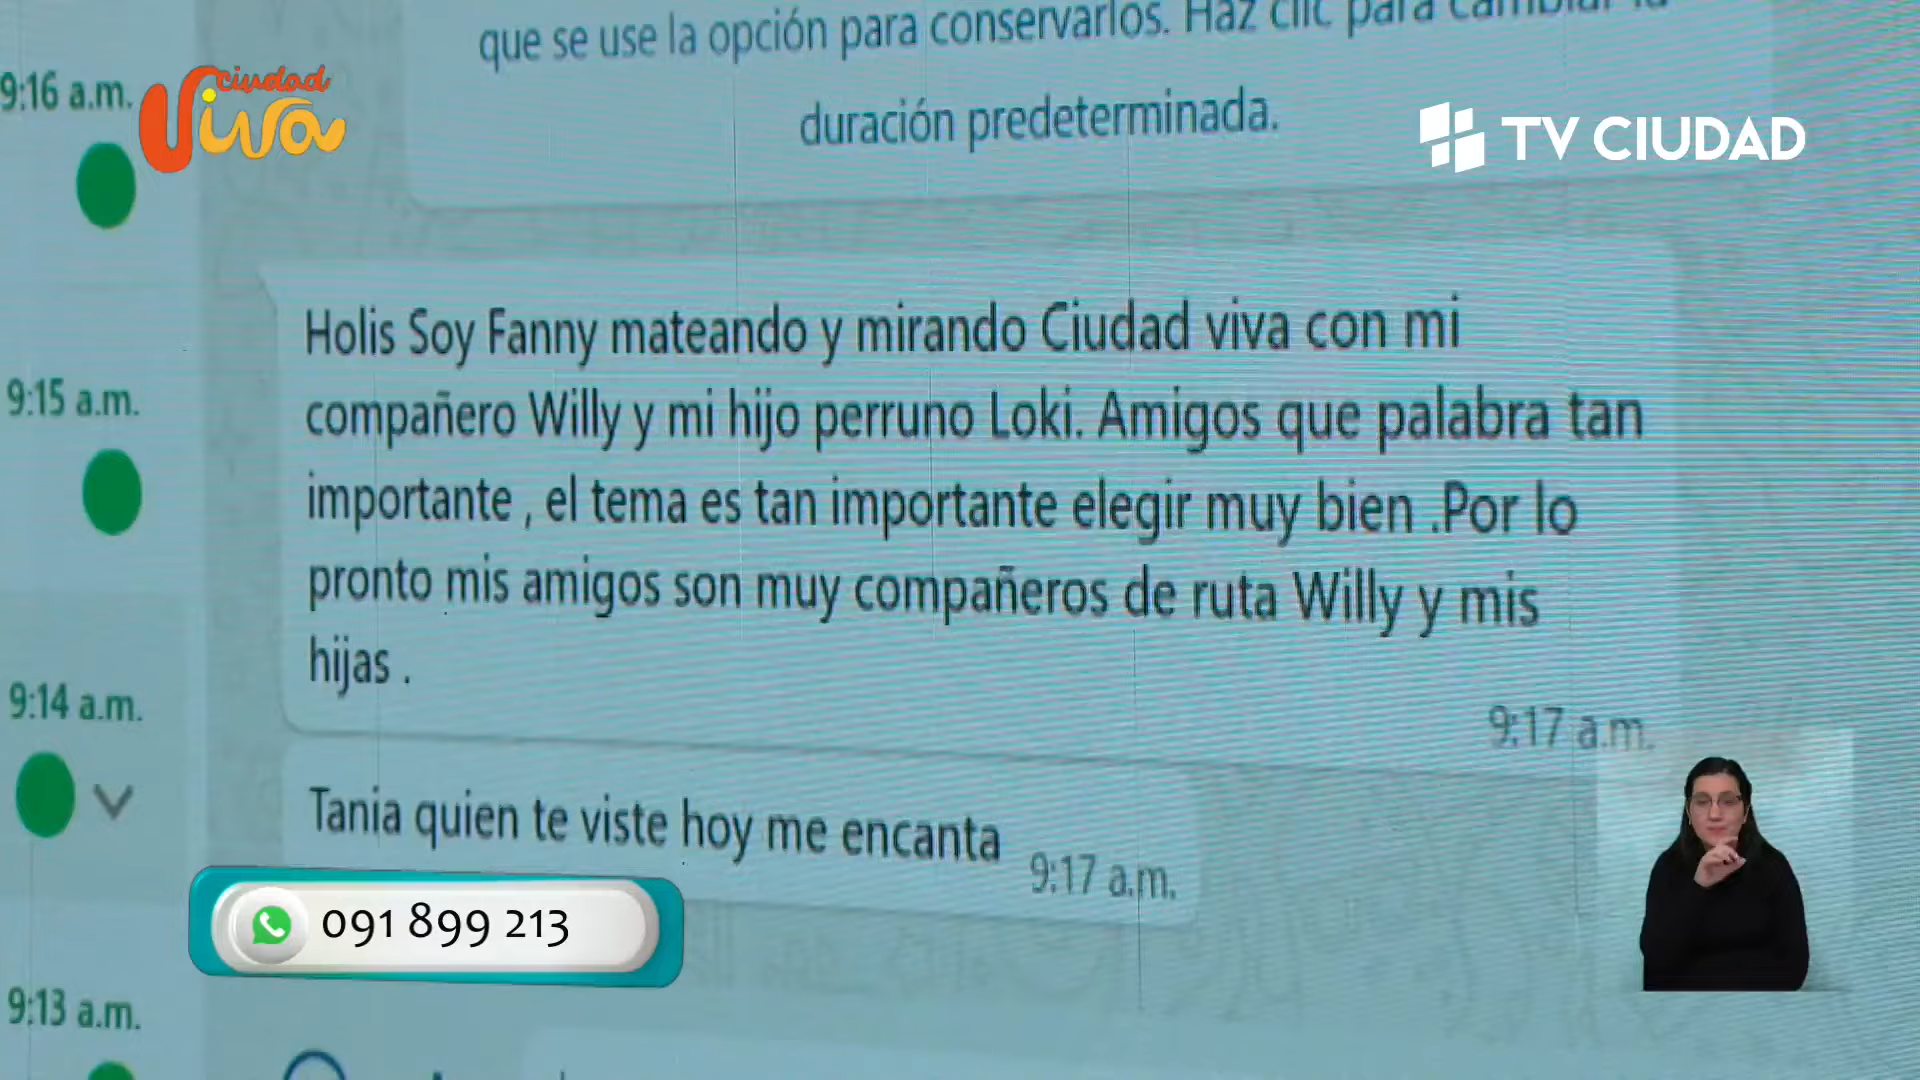 que se use la opción para conservarlos. Haz clic para cambiar la
duración predeterminada.
9:16 a.m.
ciudad
Viva
TV CIUDAD
Holis Soy Fanny mateando y mirando Ciudad viva con mi
compañero Willy y mi hijo perruno Loki. Amigos que palabra tan
importante , el tema es tan importante elegir muy bien .Por lo
pronto mis amigos son muy compañeros de ruta Willy y mis
hijas .
9:17 a.m.
9:15 a.m.
9:14 a.m.
Tania quien te viste hoy me encanta
9:17 a.m.
091 899 213
9:13 a.m.